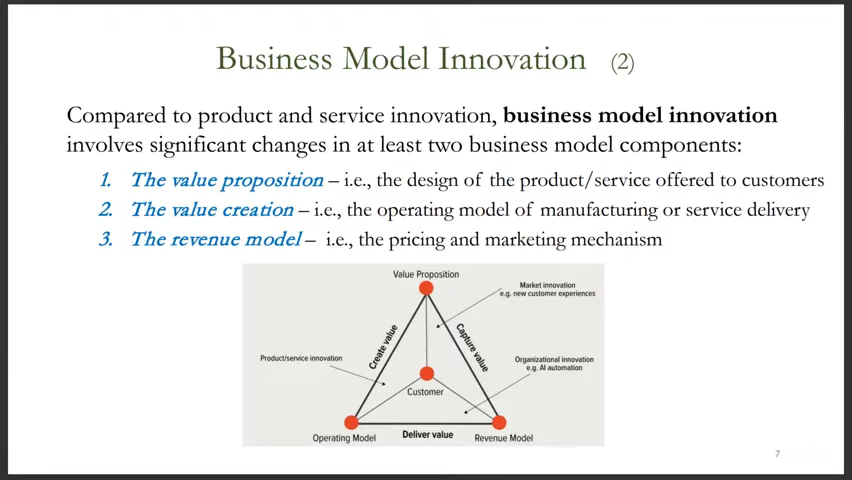 Business Model Innovation (2)
Compared to product and service innovation, business model innovation
involves significant changes in at least two business model components:
1. The value proposition – i.e., the design of the product/service offered to customers
2. The value creation – i.e., the operating model of manufacturing or service delivery
3. The revenue model – i.e., the pricing and marketing mechanism
Value Proposition
Market innovation
e.g. new customer experiences
Create value
Capture value
Product/service innovation
Organizational innovation
e.g. AI automation
Customer
Operating Model
Deliver value
Revenue Model
7